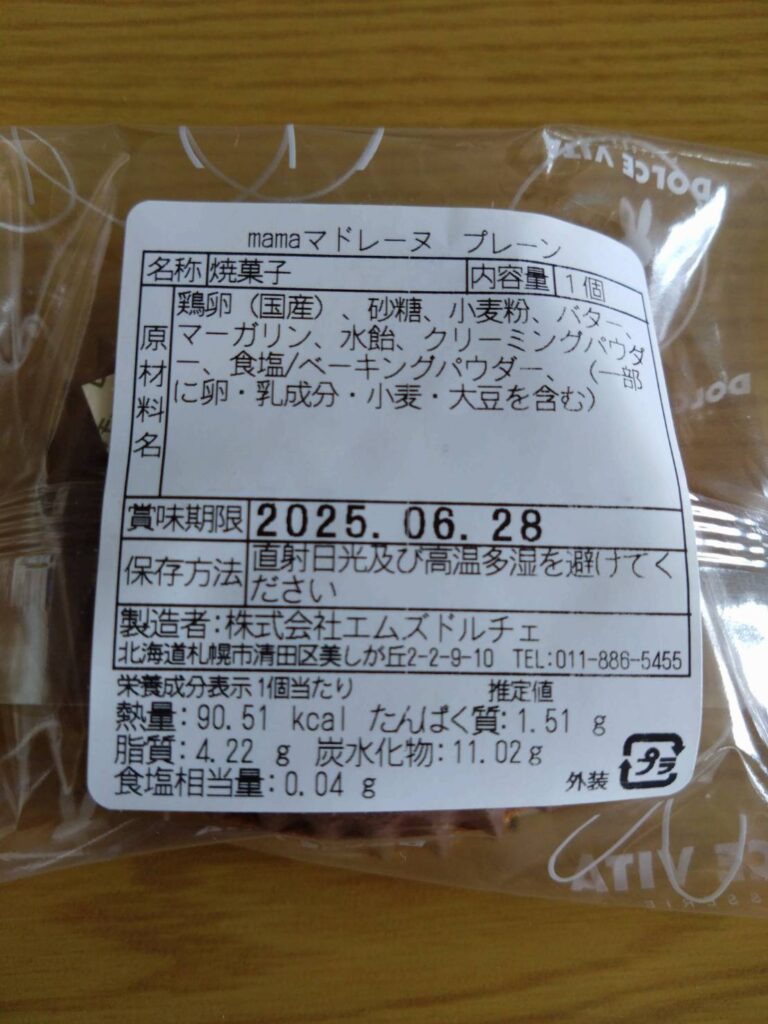 DOLCE VITA
mamaマドレーヌ プレーン
名称 焼菓子 内容量 1個
原材料名
鶏卵（国産）、砂糖、小麦粉、バター、
マーガリン、水飴、クリーミングパウダ
ー、食塩/ベーキングパウダー、（一部
に卵・乳成分・小麦・大豆を含む）
賞味期限 2025.06.28
保存方法 直射日光及び高温多湿を避けてく
ださい
製造者:株式会社エムズドルチェ
北海道札幌市清田区美しが丘2-2-9-10 TEL:011-886-5455
栄養成分表示1個当たり 推定値
熱量:90.51 kcal たんぱく質:1.51 g
脂質:4.22 g 炭水化物:11.02g
食塩相当量:0.04 g
外装 プラ
VITA